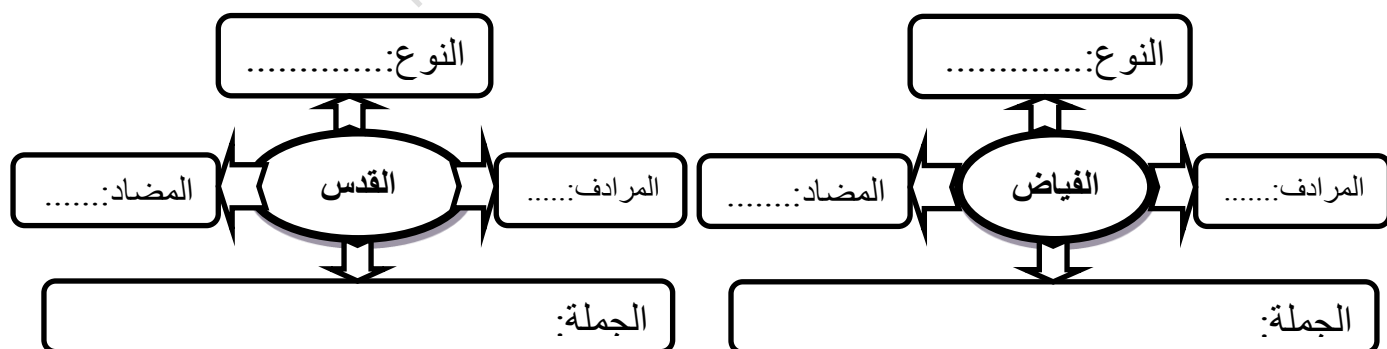 النوع:.............
المرادف:.......
الفياض
المضاد:.......
الجملة:
النوع:.............
المرادف:.....
القدس
المضاد:......
الجملة: